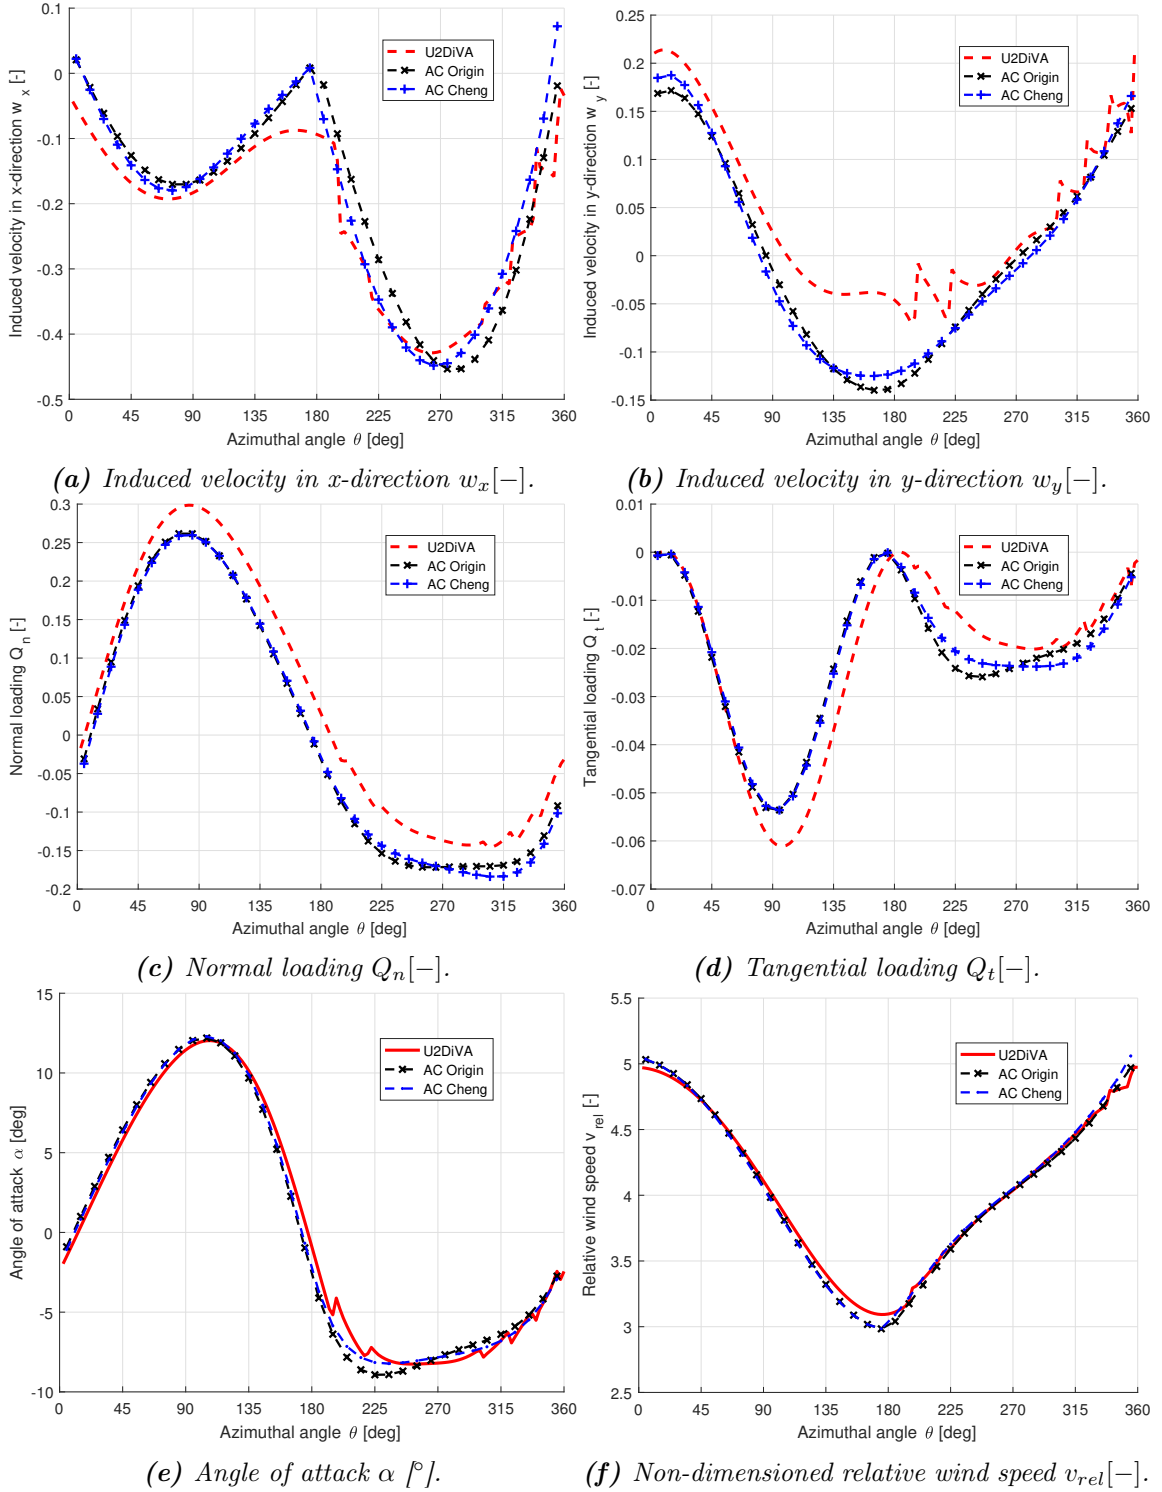 Induced velocity in x-direction w_x [-]
0
-0.1
-0.2
-0.3
-0.4
-0.5
U2DiVA
AC Origin
AC Cheng
0 45 90 135 180 225 270 315 360
Azimuthal angle θ [deg]
(a) Induced velocity in x-direction w_x[−].
Induced velocity in y-direction w_y [-]
0.25
0.2
0.15
0.1
0.05
0
-0.05
-0.1
-0.15
U2DiVA
AC Origin
AC Cheng
0 45 90 135 180 225 270 315 360
Azimuthal angle θ [deg]
(b) Induced velocity in y-direction w_y[−].
Normal loading Q_n [-]
0.3
0.25
0.2
0.15
0.1
0.05
0
-0.05
-0.1
-0.15
-0.2
U2DiVA
AC Origin
AC Cheng
0 45 90 135 180 225 270 315 360
Azimuthal angle θ [deg]
(c) Normal loading Q_n[−].
Tangential loading Q_t [-]
0.01
0
-0.01
-0.02
-0.03
-0.04
-0.05
-0.06
-0.07
U2DiVA
AC Origin
AC Cheng
0 45 90 135 180 225 270 315 360
Azimuthal angle θ [deg]
(d) Tangential loading Q_t[−].
Angle of attack α [deg]
15
10
5
0
-5
-10
U2DiVA
AC Origin
AC Cheng
0 45 90 135 180 225 270 315 360
Azimuthal angle θ [deg]
(e) Angle of attack α [°].
Relative wind speed v_rel [-]
5.5
5
4.5
4
3.5
3
2.5
U2DiVA
AC Origin
AC Cheng
0 45 90 135 180 225 270 315 360
Azimuthal angle θ [deg]
(f) Non-dimensioned relative wind speed v_rel[−].